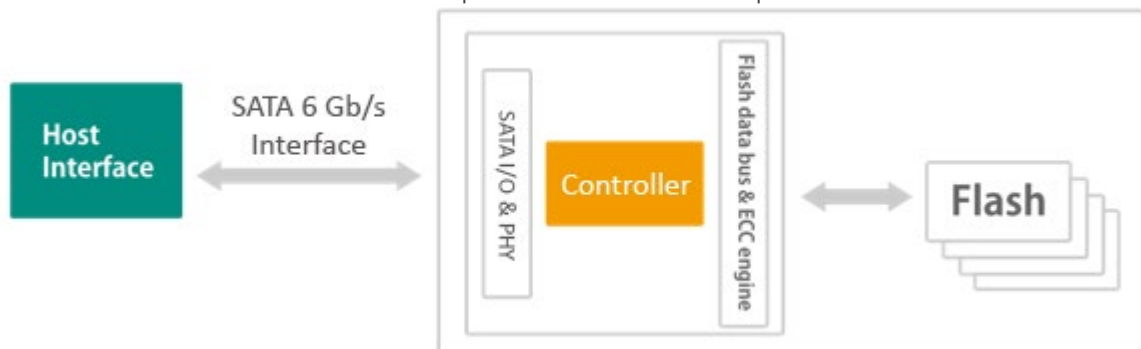 SATA 6 Gb/s
Interface
Host
Interface
SATA I/O & PHY
Controller
Flash data bus & ECC engine
Flash